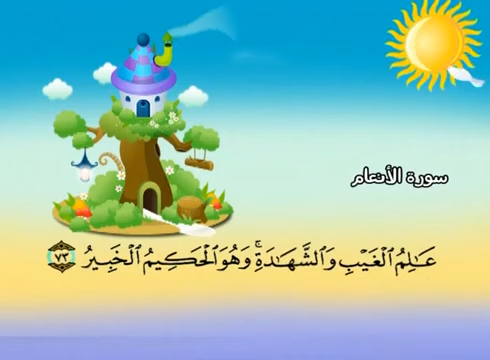 سورة الأنعام
عَـٰلِمُ ٱلْغَيْبِ وَٱلشَّهَـٰدَةِ ۚ وَهُوَ ٱلْحَكِيمُ ٱلْخَبِيرُ ٧٣